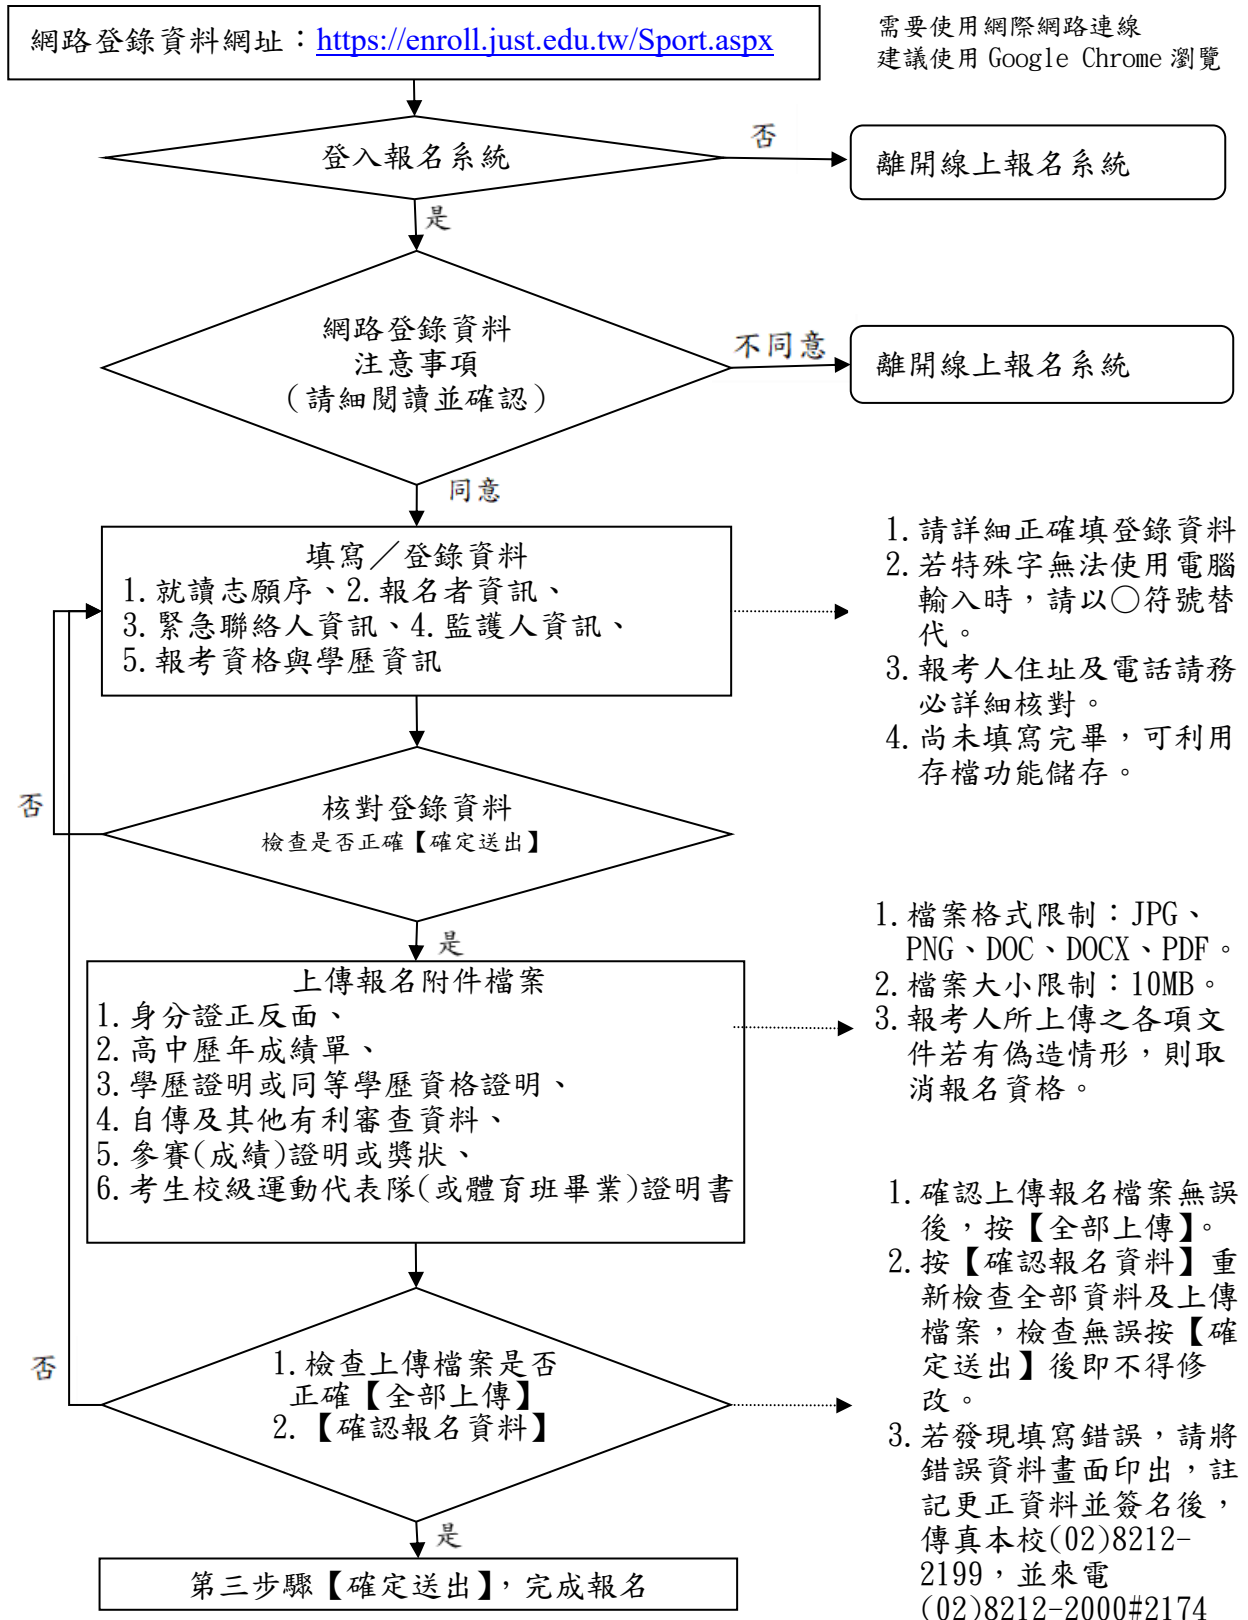 網路登錄資料網址：https://enroll.just.edu.tw/Sport.aspx
需要使用網際網路連線
建議使用 Google Chrome 瀏覽
登入報名系統
否
離開線上報名系統
是
網路登錄資料
注意事項
（請細閱讀並確認）
不同意
離開線上報名系統
同意
填寫／登錄資料
1.就讀志願序、2.報名者資訊、
3.緊急聯絡人資訊、4.監護人資訊、
5.報考資格與學歷資訊
1.請詳細正確填登錄資料
2.若特殊字無法使用電腦
輸入時，請以○符號替
代。
3.報考人住址及電話請務
必詳細核對。
4.尚未填寫完畢，可利用
存檔功能儲存。
否
核對登錄資料
檢查是否正確【確定送出】
是
上傳報名附件檔案
1.身分證正反面、
2.高中歷年成績單、
3.學歷證明或同等學歷資格證明、
4.自傳及其他有利審查資料、
5.參賽(成績)證明或獎狀、
6.考生校級運動代表隊(或體育班畢業)證明書
1.檔案格式限制：JPG、
PNG、DOC、DOCX、PDF。
2.檔案大小限制：10MB。
3.報考人所上傳之各項文
件若有偽造情形，則取
消報名資格。
否
1.檢查上傳檔案是否
正確【全部上傳】
2.【確認報名資料】
1.確認上傳報名檔案無誤
後，按【全部上傳】。
2.按【確認報名資料】重
新檢查全部資料及上傳
檔案，檢查無誤按【確
定送出】後即不得修
改。
3.若發現填寫錯誤，請將
錯誤資料畫面印出，註
記更正資料並簽名後，
傳真本校(02)8212-
2199，並來電
(02)8212-2000#2174
是
第三步驟【確定送出】，完成報名